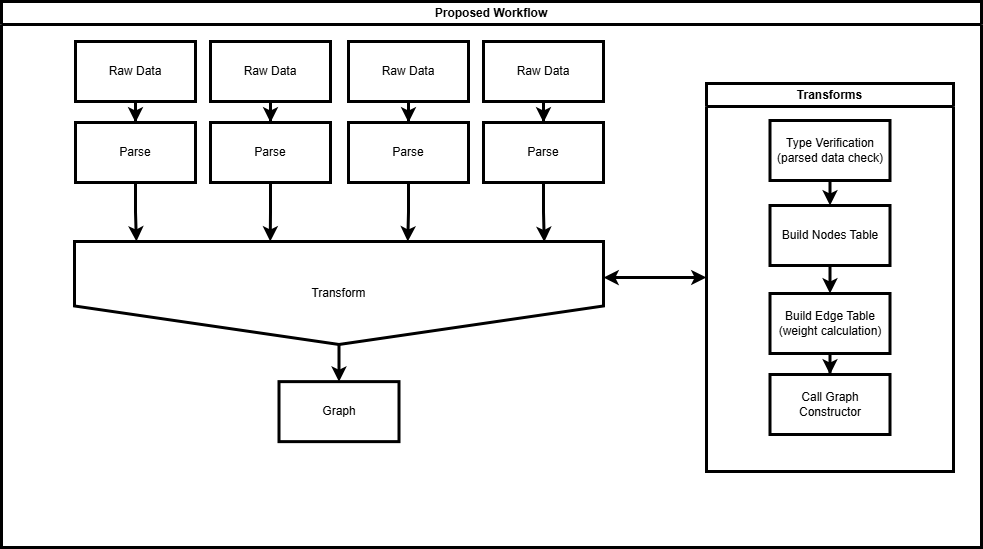 Proposed Workflow
Raw Data
Raw Data
Raw Data
Raw Data
Parse
Parse
Parse
Parse
Transform
Graph
Transforms
Type Verification
(parsed data check)
Build Nodes Table
Build Edge Table
(weight calculation)
Call Graph
Constructor